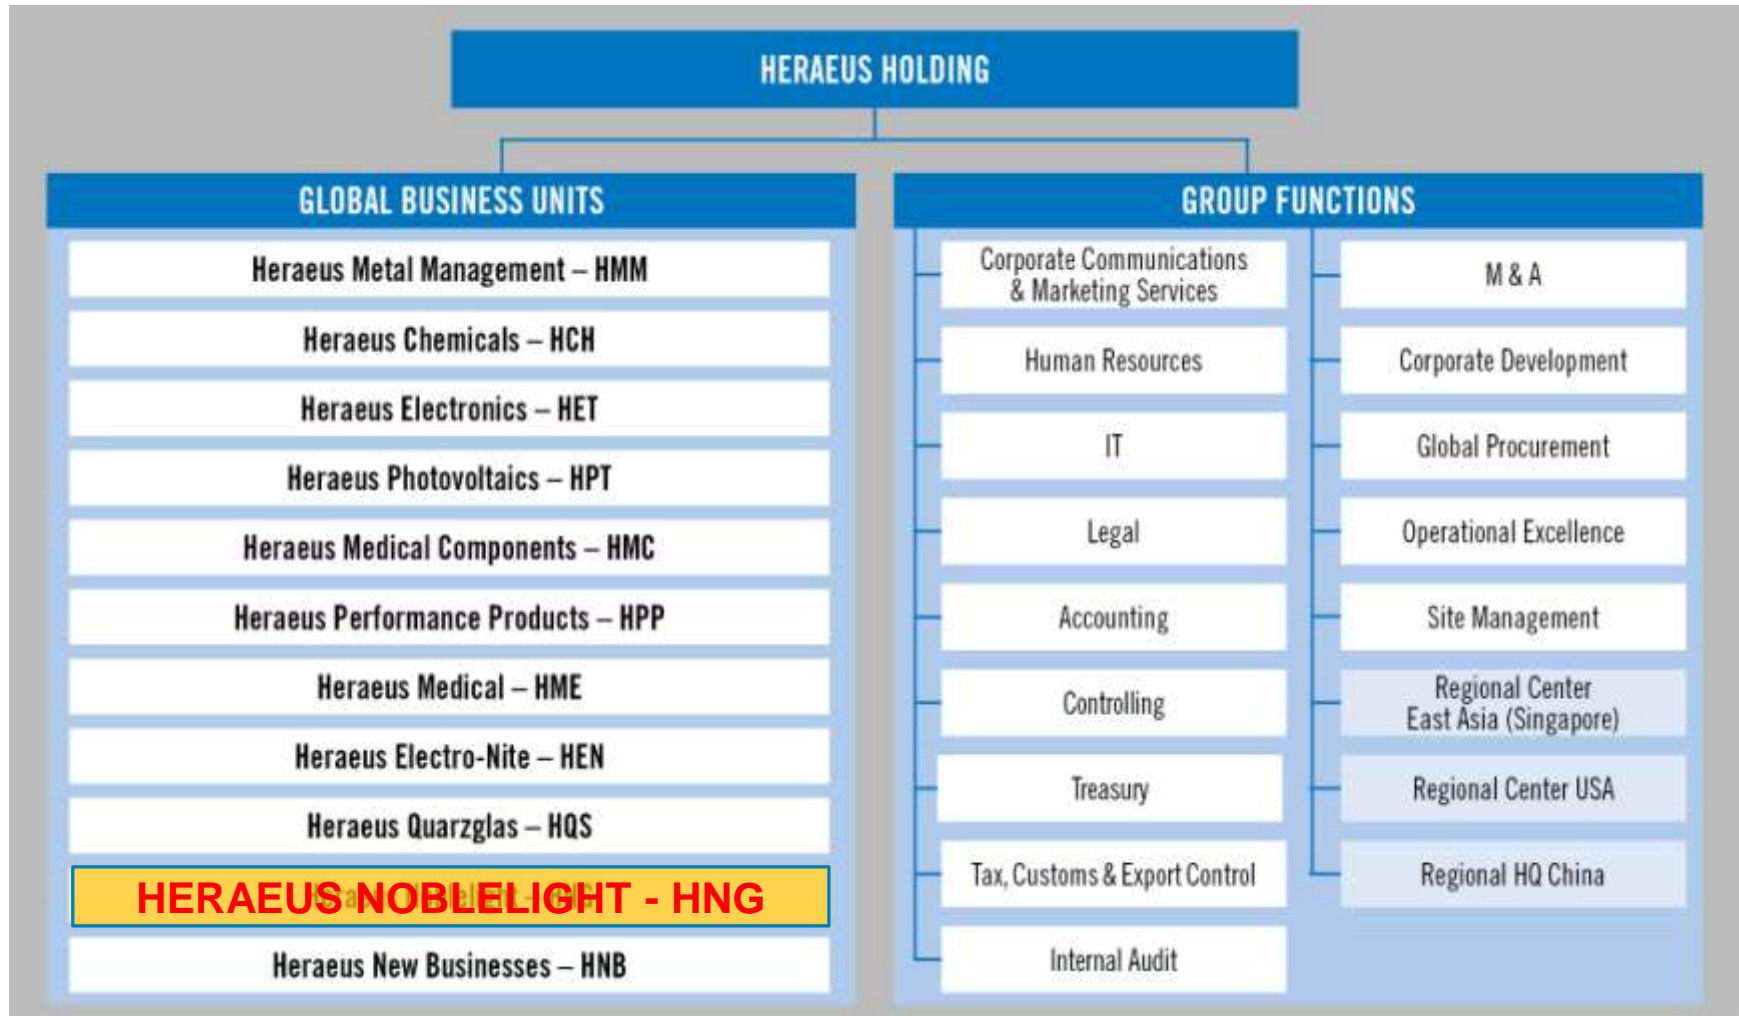 HERAEUS HOLDING
GLOBAL BUSINESS UNITS
Heraeus Metal Management – HMM
Heraeus Chemicals – HCH
Heraeus Electronics – HET
Heraeus Photovoltaics – HPT
Heraeus Medical Components – HMC
Heraeus Performance Products – HPP
Heraeus Medical – HME
Heraeus Electro-Nite – HEN
Heraeus Quarzglas – HQS
HERAEUS NOBLELIGHT - HNG
Heraeus New Businesses – HNB
GROUP FUNCTIONS
Corporate Communications
& Marketing Services
Human Resources
IT
Legal
Accounting
Controlling
Treasury
Tax, Customs & Export Control
Internal Audit
M & A
Corporate Development
Global Procurement
Operational Excellence
Site Management
Regional Center
East Asia (Singapore)
Regional Center USA
Regional HQ China